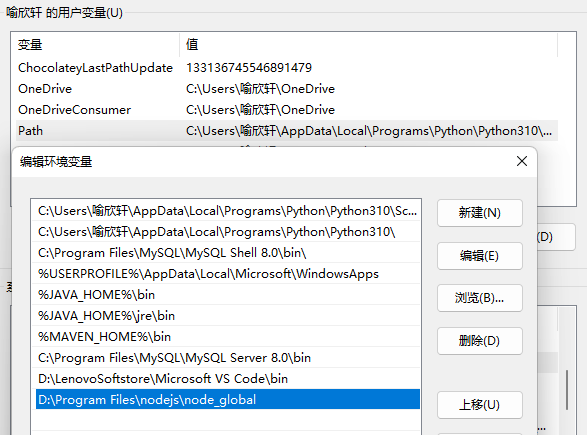 喻欣轩 的用户变量(U)
变量 值
ChocolateyLastPathUpdate 133136745546891479
OneDrive C:\Users\喻欣轩\OneDrive
OneDriveConsumer C:\Users\喻欣轩\OneDrive
Path C:\Users\喻欣轩\AppData\Local\Programs\Python\Python310\...
编辑环境变量
C:\Users\喻欣轩\AppData\Local\Programs\Python\Python310\Sc...
新建(N)
C:\Users\喻欣轩\AppData\Local\Programs\Python\Python310\
C:\Program Files\MySQL\MySQL Shell 8.0\bin\
(D)
编辑(E)
%USERPROFILE%\AppData\Local\Microsoft\WindowsApps
%JAVA_HOME%\bin
浏览(B)...
%JAVA_HOME%\jre\bin
%MAVEN_HOME%\bin
删除(D)
C:\Program Files\MySQL\MySQL Server 8.0\bin
D:\LenovoSoftstore\Microsoft VS Code\bin
D:\Program Files\nodejs\node_global
上移(U)